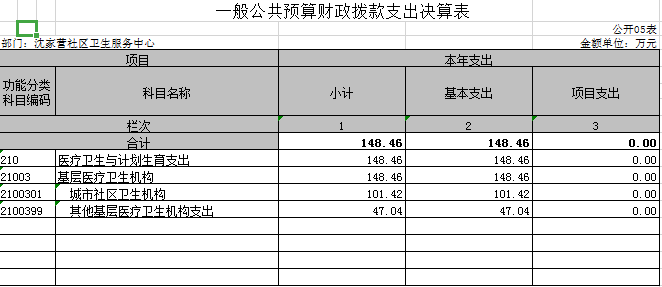 一般公共预算财政拨款支出决算表
公开05表
部门：沈家营社区卫生服务中心 金额单位：万元
项目 本年支出
功能分类科目编码 科目名称 小计 基本支出 项目支出
栏次 1 2 3
合计 148.46 148.46 0.00
210 医疗卫生与计划生育支出 148.46 148.46 0.00
21003 基层医疗卫生机构 148.46 148.46 0.00
2100301 城市社区卫生机构 101.42 101.42 0.00
2100399 其他基层医疗卫生机构支出 47.04 47.04 0.00